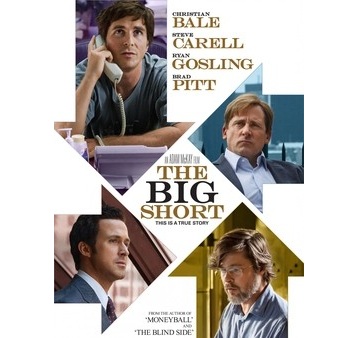 CHRISTIAN
BALE
STEVE
CARELL
RYAN
GOSLING
BRAD
PITT
AN ADAM McKAY FILM
THE
BIG
SHORT
THIS IS A TRUE STORY
FROM THE AUTHOR OF
'MONEYBALL'
AND
'THE BLIND SIDE'